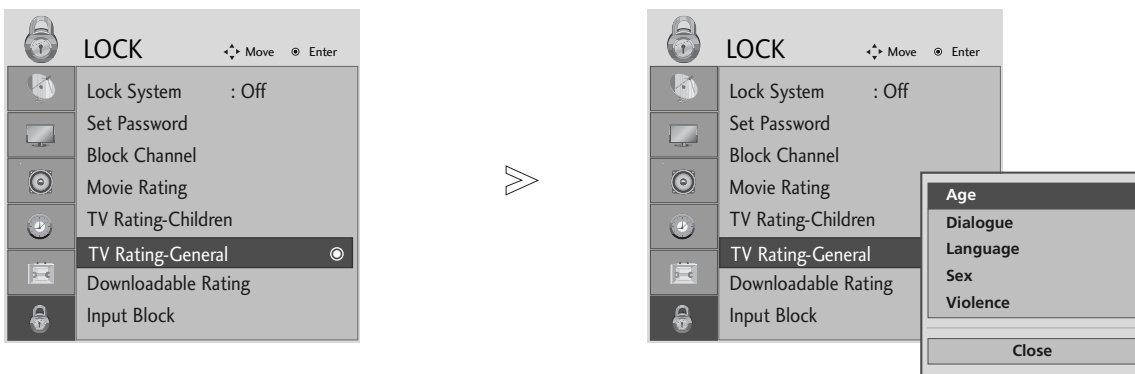 LOCK
Move Enter
Lock System : Off
Set Password
Block Channel
Movie Rating
TV Rating-Children
TV Rating-General
Downloadable Rating
Input Block
LOCK
Move Enter
Lock System : Off
Set Password
Block Channel
Movie Rating
TV Rating-Children
TV Rating-General
Downloadable Rating
Input Block
Age
Dialogue
Language
Sex
Violence
Close